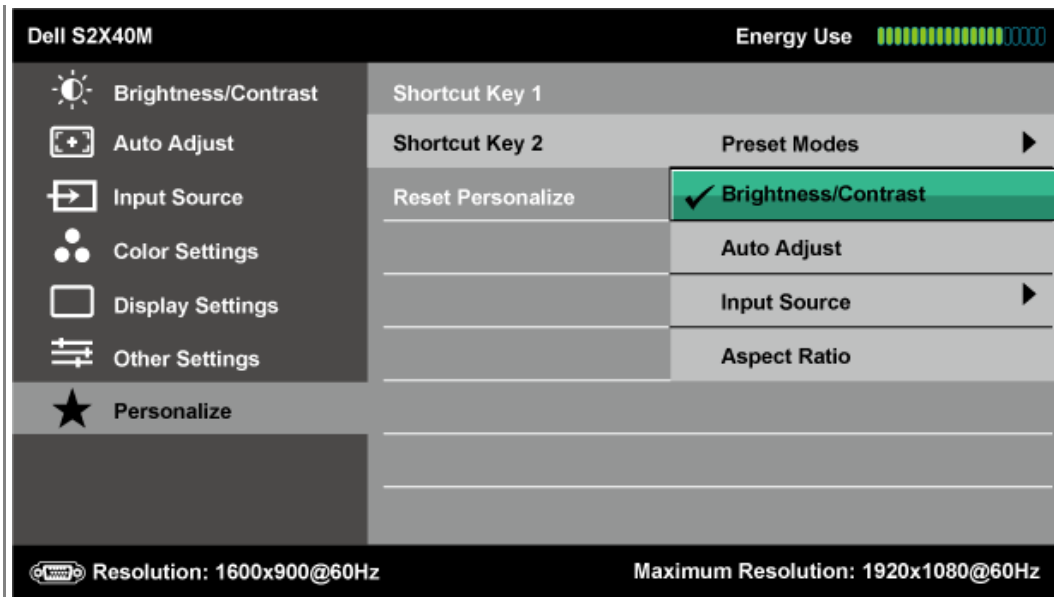 Dell S2X40M Energy Use
Brightness/Contrast Shortcut Key 1
Auto Adjust Shortcut Key 2 Preset Modes
Input Source Reset Personalize Brightness/Contrast
Color Settings Auto Adjust
Display Settings Input Source
Other Settings Aspect Ratio
Personalize
Resolution: 1600x900@60Hz Maximum Resolution: 1920x1080@60Hz